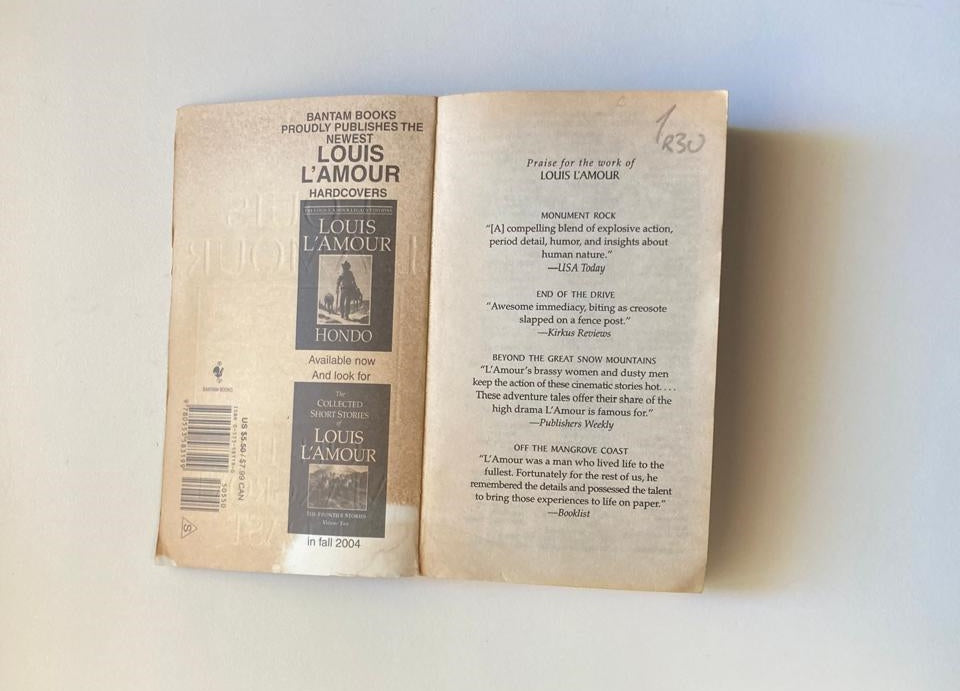 BANTAM BOOKS
PROUDLY PUBLISHES THE
NEWEST
LOUIS
L'AMOUR
HARDCOVERS
LOUIS
L'AMOUR
HONDO
Available now
And look for
The
COLLECTED
SHORT STORIES
of
LOUIS
L'AMOUR
THE FRONTIER STORIES
Volume Two
in fall 2004
BANTAM BOOKS
US $5.50 / $7.99 CAN
50550
S
1
R30
Praise for the work of
LOUIS L'AMOUR
MONUMENT ROCK
“[A] compelling blend of explosive action,
period detail, humor, and insights about
human nature.”
—USA Today
END OF THE DRIVE
“Awesome immediacy, biting as creosote
slapped on a fence post.”
—Kirkus Reviews
BEYOND THE GREAT SNOW MOUNTAINS
“L'Amour's brassy women and dusty men
keep the action of these cinematic stories hot. . . .
These adventure tales offer their share of the
high drama L'Amour is famous for.”
—Publishers Weekly
OFF THE MANGROVE COAST
“L'Amour was a man who lived life to the
fullest. Fortunately for the rest of us, he
remembered the details and possessed the talent
to bring those experiences to life on paper.”
—Booklist